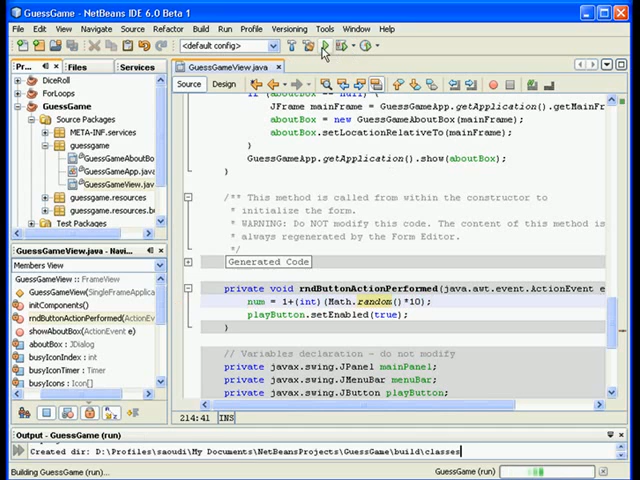 GuessGame - NetBeans IDE 6.0 Beta 1
File Edit View Navigate Source Refactor Build Run Profile Versioning Tools Window Help
<default config>
Pr... Files Services
GuessGameView.java
Source Design
DiceRoll
ForLoops
GuessGame
Source Packages
META-INF.services
guessgame
GuessGameAboutBo
GuessGameApp.java
GuessGameView.jav
guessgame.resources
guessgame.resources.bu
Test Packages
JFrame mainFrame = GuessGameApp.getApplication().getMainFr
aboutBox = new GuessGameAboutBox(mainFrame);
aboutBox.setLocationRelativeTo(mainFrame);
}
GuessGameApp.getApplication().show(aboutBox);
}
/** This method is called from within the constructor to
* initialize the form.
* WARNING: Do NOT modify this code. The content of this method is
* always regenerated by the Form Editor.
*/
Generated Code
private void rndButtonActionPerformed(java.awt.event.ActionEvent e
num = 1+(int)(Math.random()*10);
playButton.setEnabled(true);
}
// Variables declaration - do not modify
private javax.swing.JPanel mainPanel;
private javax.swing.JMenuBar menuBar;
private javax.swing.JButton playButton;
GuessGameView.java - Navi...
Members View
GuessGameView :: FrameView
GuessGameView(SingleFrameApplica
initComponents()
rndButtonActionPerformed(ActionEv
showAboutBox(ActionEvent e)
aboutBox : JDialog
busyIconIndex : int
busyIconTimer : Timer
busyIcons : Icon[]
214:41 INS
Output - GuessGame (run)
Created dir: D:\Profiles\saoudi\My Documents\NetBeansProjects\GuessGame\build\classes
Building GuessGame (run)...
GuessGame (run)